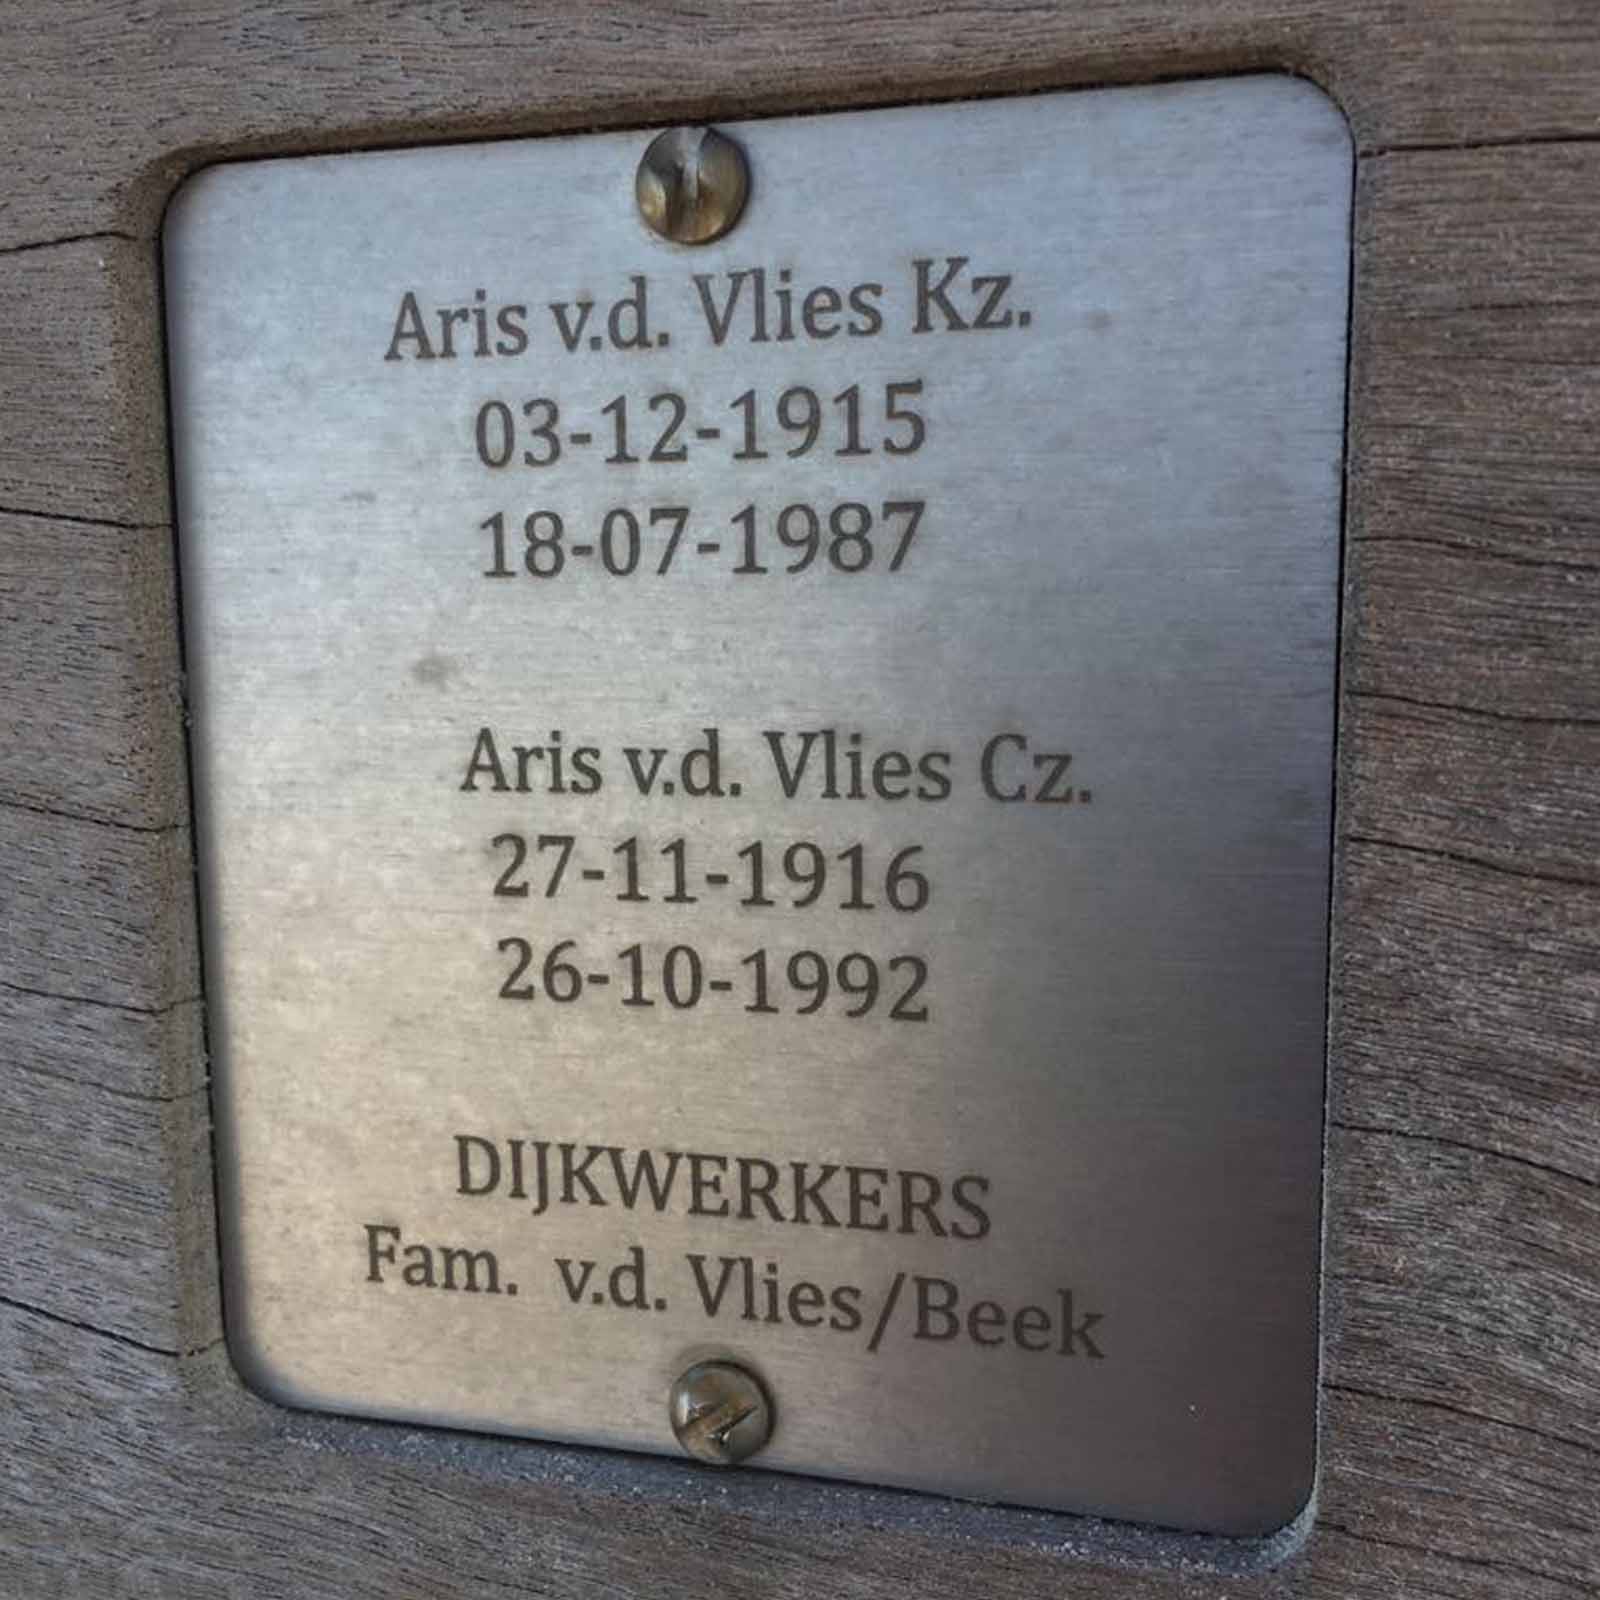 Aris v.d. Vlies Kz.
03-12-1915
18-07-1987
Aris v.d. Vlies Cz.
27-11-1916
26-10-1992
DIJKWERKERS
Fam. v.d. Vlies/Beek